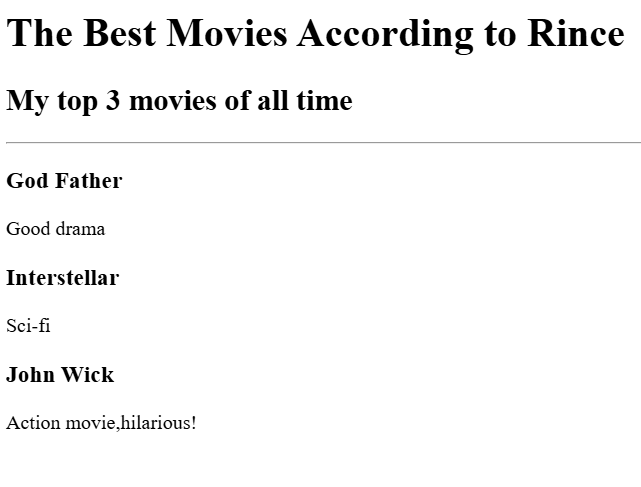 The Best Movies According to Rince
My top 3 movies of all time
God Father
Good drama
Interstellar
Sci-fi
John Wick
Action movie,hilarious!